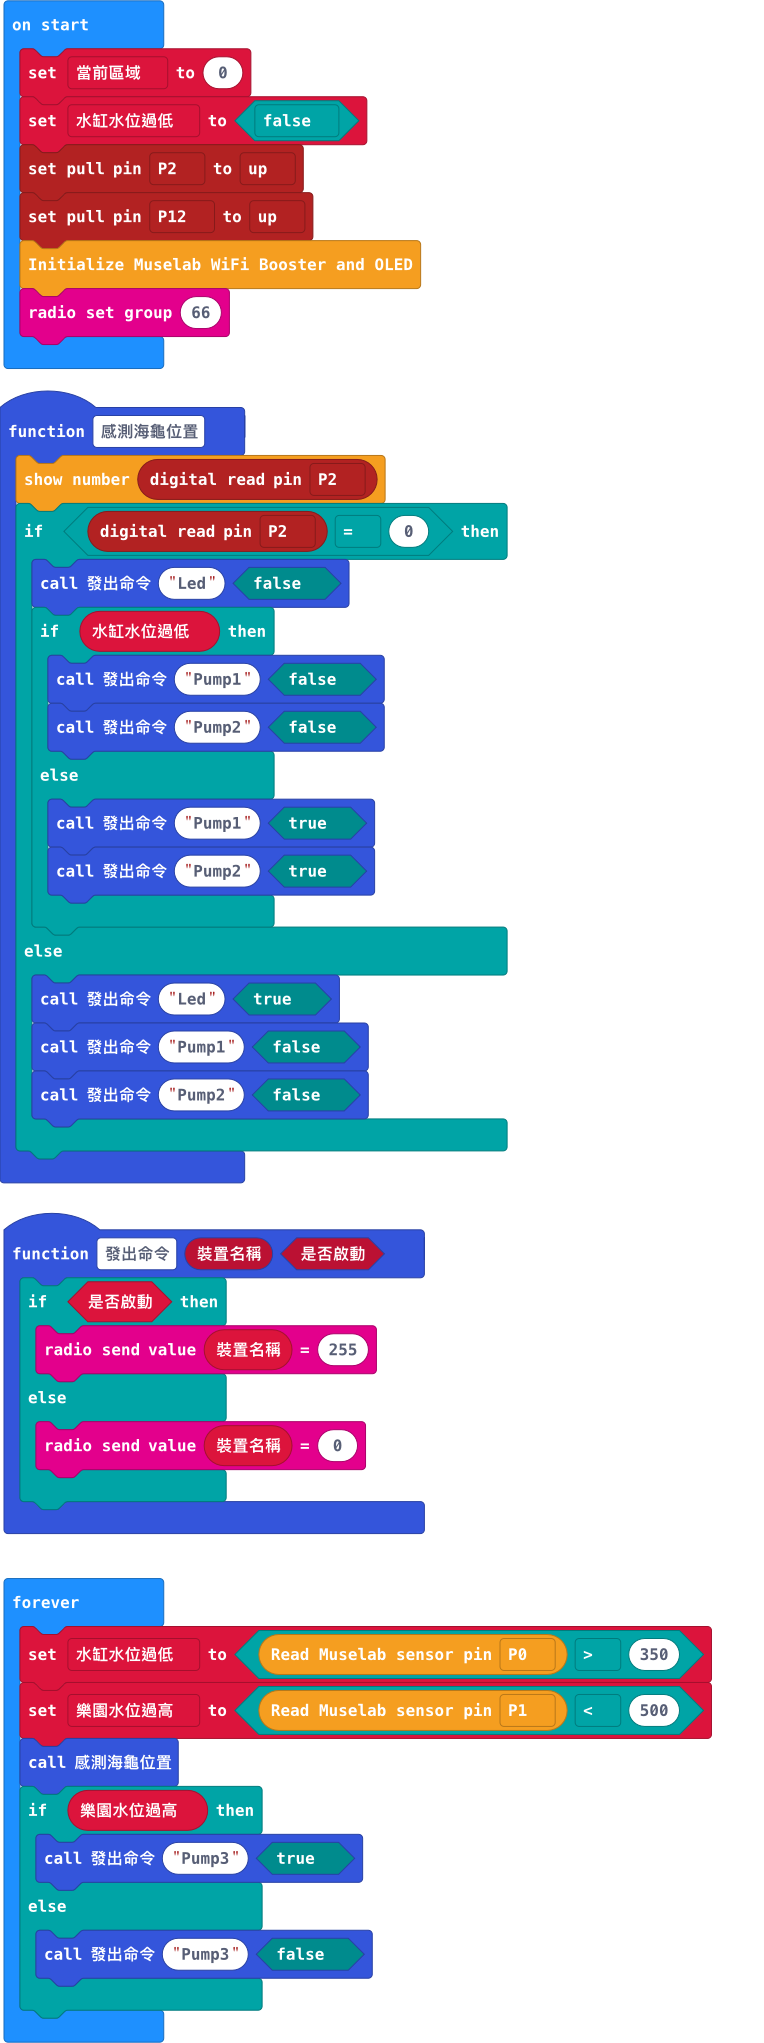 on start
set 當前區域 to 0
set 水缸水位過低 to false
set pull pin P2 to up
set pull pin P12 to up
Initialize Muselab WiFi Booster and OLED
radio set group 66
function 感測海龜位置
show number digital read pin P2
if digital read pin P2 = 0 then
call 發出命令 "Led" false
if 水缸水位過低 then
call 發出命令 "Pump1" false
call 發出命令 "Pump2" false
else
call 發出命令 "Pump1" true
call 發出命令 "Pump2" true
else
call 發出命令 "Led" true
call 發出命令 "Pump1" false
call 發出命令 "Pump2" false
function 發出命令 裝置名稱 是否啟動
if 是否啟動 then
radio send value 裝置名稱 = 255
else
radio send value 裝置名稱 = 0
forever
set 水缸水位過低 to Read Muselab sensor pin P0 > 350
set 樂園水位過高 to Read Muselab sensor pin P1 < 500
call 感測海龜位置
if 樂園水位過高 then
call 發出命令 "Pump3" true
else
call 發出命令 "Pump3" false